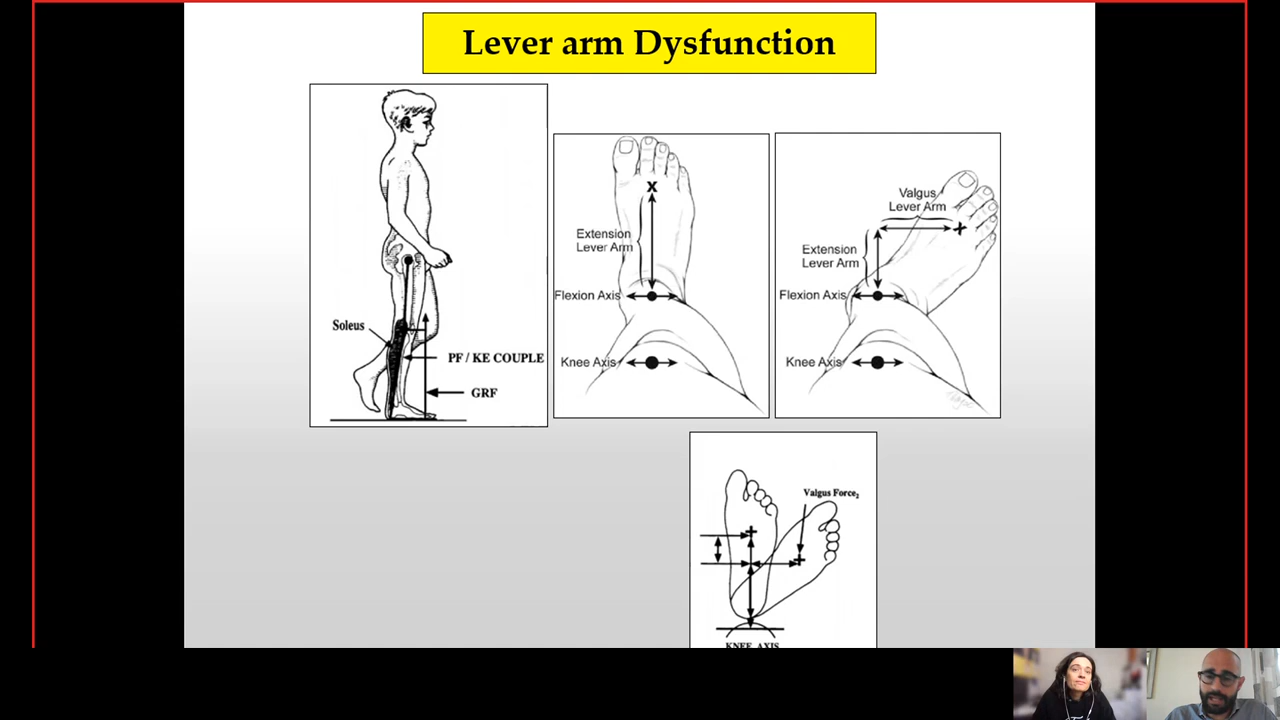 Lever arm Dysfunction
Soleus
PF / KE COUPLE
GRF
X
Extension
Lever Arm
Flexion Axis
Knee Axis
Valgus
Lever Arm
Extension
Lever Arm
Flexion Axis
Knee Axis
Valgus Force₂
KNEE AXIS